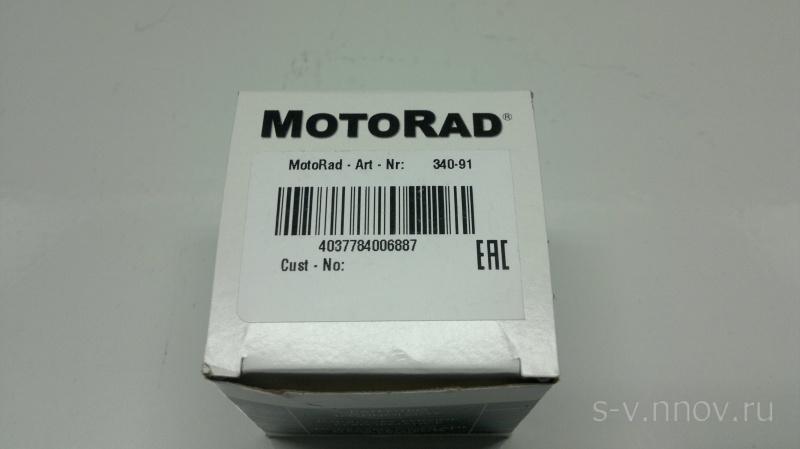 MOTORAD®
MotoRad - Art - Nr: 340-91
4037784006887
Cust - No:
EAC
s-v.nnov.ru